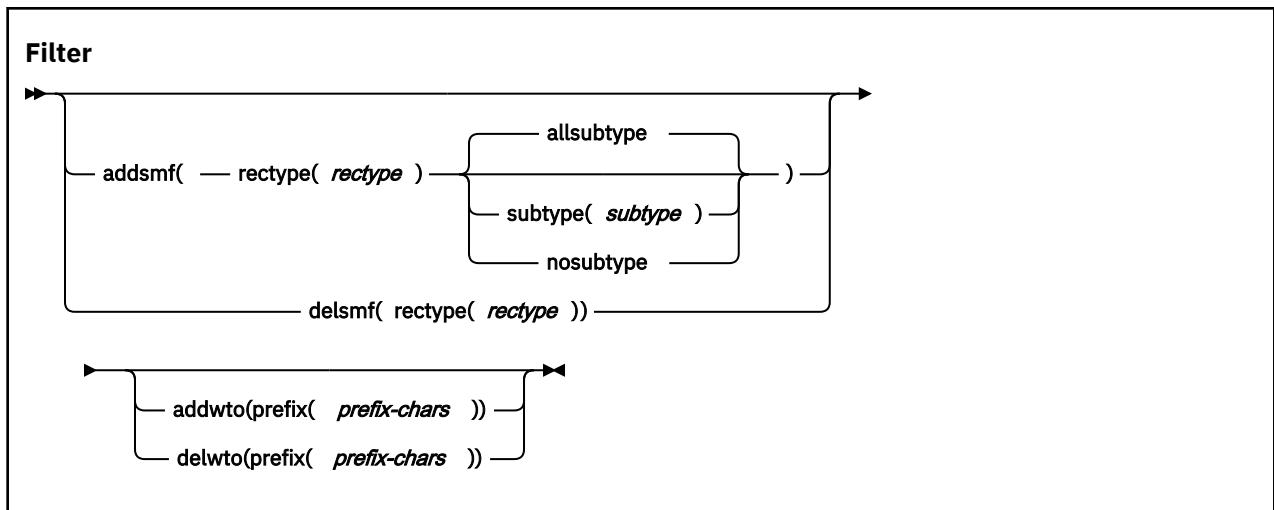 Filter
allsubtype
addsmf( rectype( rectype ) )
subtype( subtype )
nosubtype
delsmf( rectype( rectype ))
addwto(prefix( prefix-chars ))
delwto(prefix( prefix-chars ))